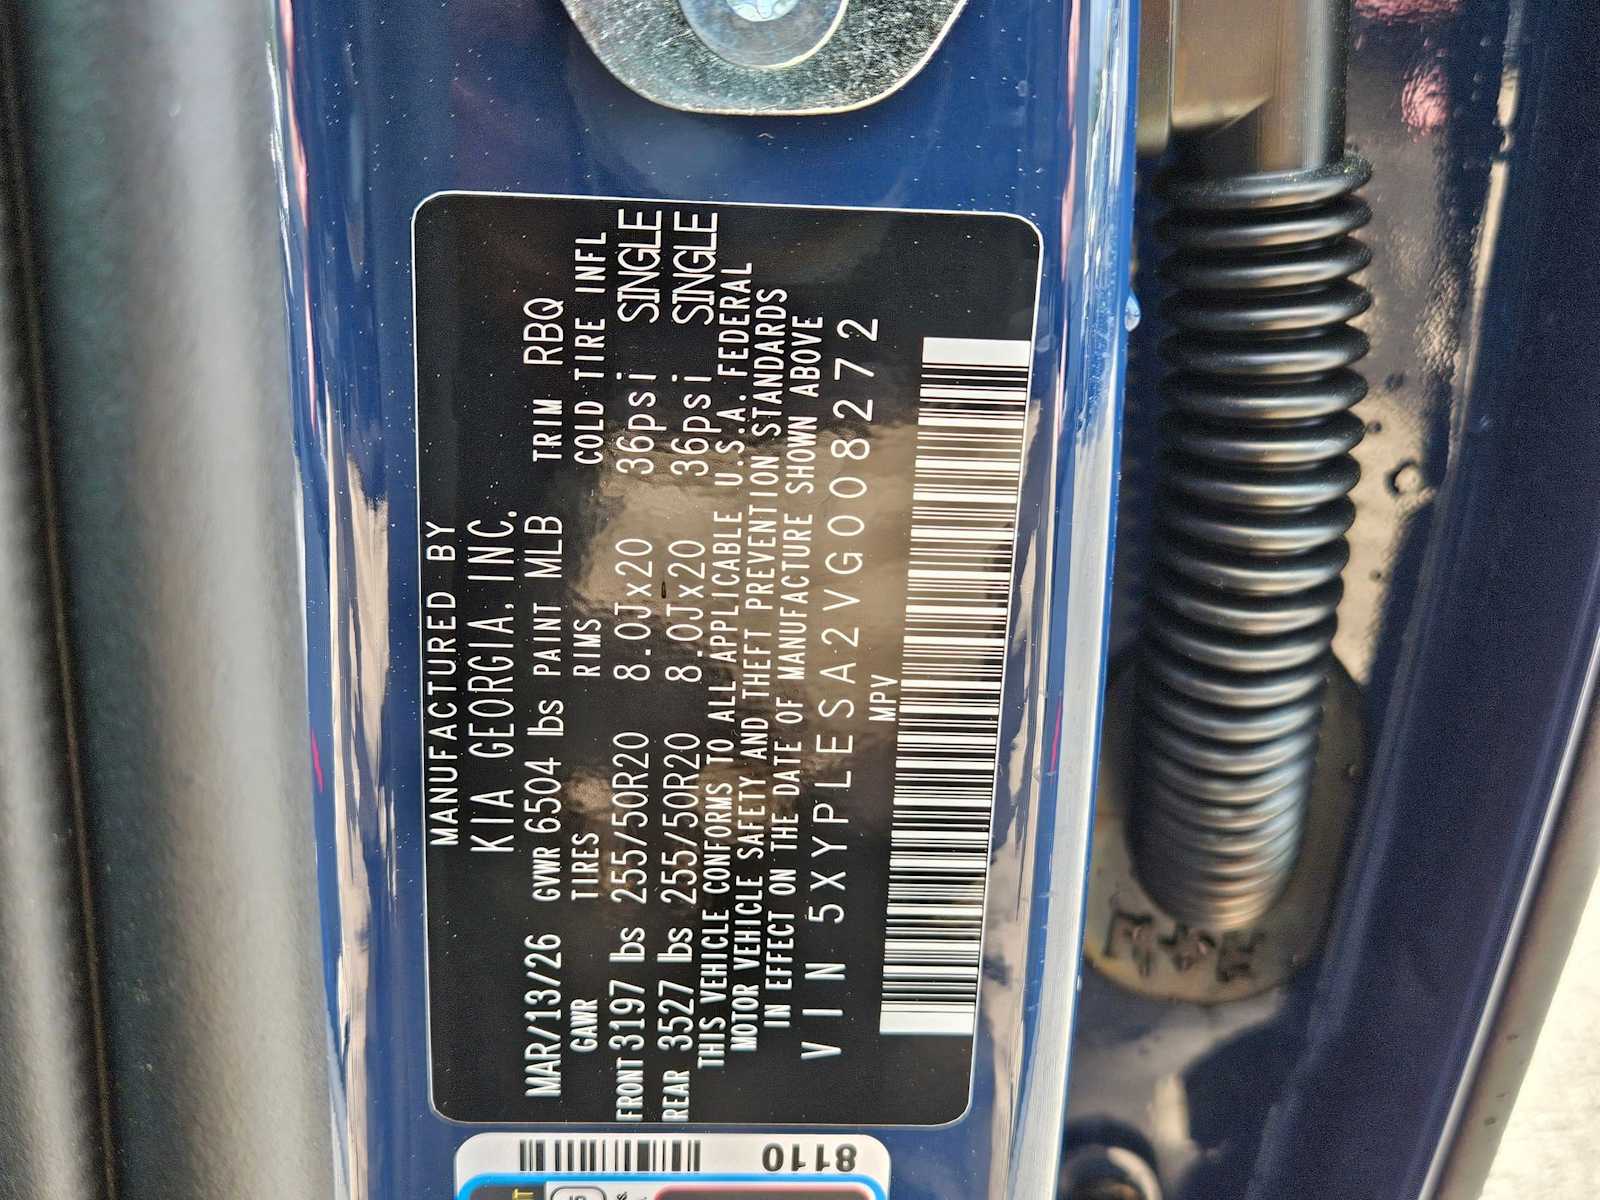 MANUFACTURED BY
KIA GEORGIA, INC.
MAR/13/26 GVWR 6504 lbs PAINT MLB TRIM RBQ
GAWR TIRES RIMS COLD TIRE INFL
FRONT 3197 lbs 255/50R20 8.0Jx20 36psi SINGLE
REAR 3527 lbs 255/50R20 8.0Jx20 36psi SINGLE
THIS VEHICLE CONFORMS TO ALL APPLICABLE U.S.A. FEDERAL
MOTOR VEHICLE SAFETY AND THEFT PREVENTION STANDARDS
IN EFFECT ON THE DATE OF MANUFACTURE SHOWN ABOVE
VIN 5XYPLESA2VG008272
MPV
8110